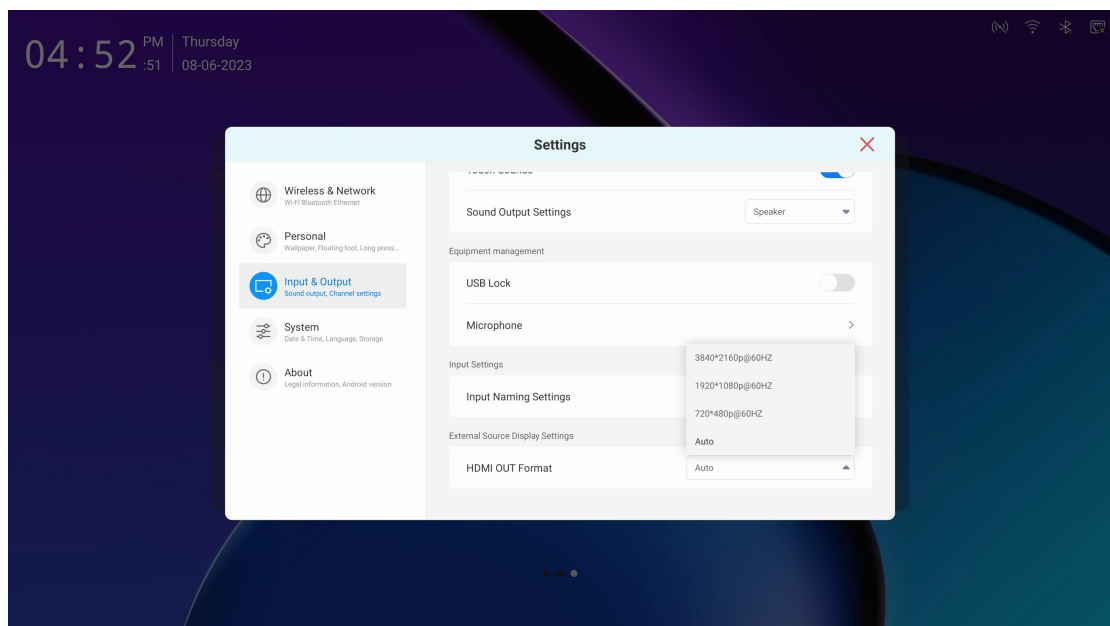 04:52 PM :51 Thursday
08-06-2023
Settings
Wireless & Network
Wi-Fi Bluetooth Ethernet
Personal
Wallpaper, Floating tool, Long press...
Input & Output
Sound output, Channel settings
System
Date & Time, Language, Storage
About
Legal information, Android version
Touch Sounds
Sound Output Settings
Speaker
Equipment management
USB Lock
Microphone
Input Settings
Input Naming Settings
External Source Display Settings
HDMI OUT Format
3840*2160p@60HZ
1920*1080p@60HZ
720*480p@60HZ
Auto
Auto